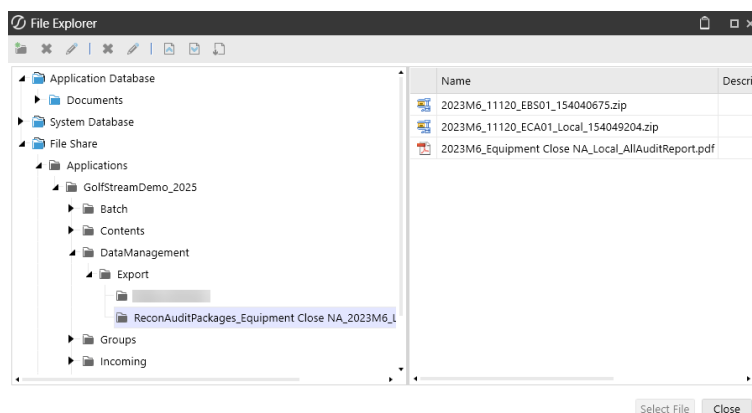 File Explorer
Application Database
Documents
System Database
File Share
Applications
GolfStreamDemo_2025
Batch
Contents
DataManagement
Export
ReconAuditPackages_Equipment Close NA_2023M6_L
Groups
Incoming
Name Descri
2023M6_11120_EBS01_154040675.zip
2023M6_11120_ECA01_Local_154049204.zip
2023M6_Equipment Close NA_Local_AllAuditReport.pdf
Select File Close